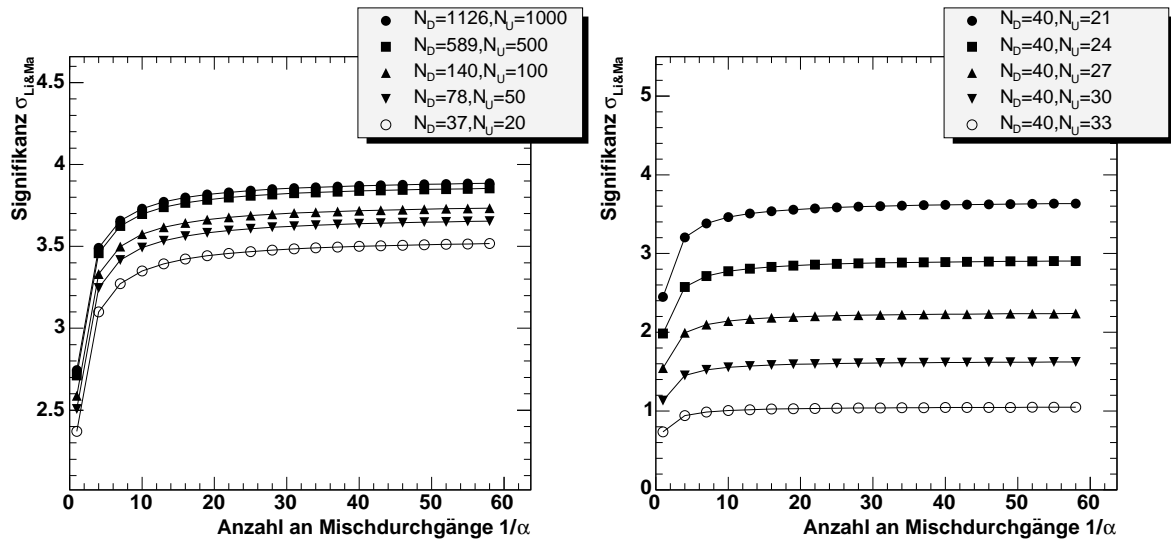 N_D=1126,N_U=1000
N_D=589,N_U=500
N_D=140,N_U=100
N_D=78,N_U=50
N_D=37,N_U=20
Signifikanz σ_Li&Ma
4.5
4
3.5
3
2.5
0 10 20 30 40 50 60
Anzahl an Mischdurchgänge 1/α
N_D=40,N_U=21
N_D=40,N_U=24
N_D=40,N_U=27
N_D=40,N_U=30
N_D=40,N_U=33
Signifikanz σ_Li&Ma
5
4
3
2
1
0
0 10 20 30 40 50 60
Anzahl an Mischdurchgänge 1/α